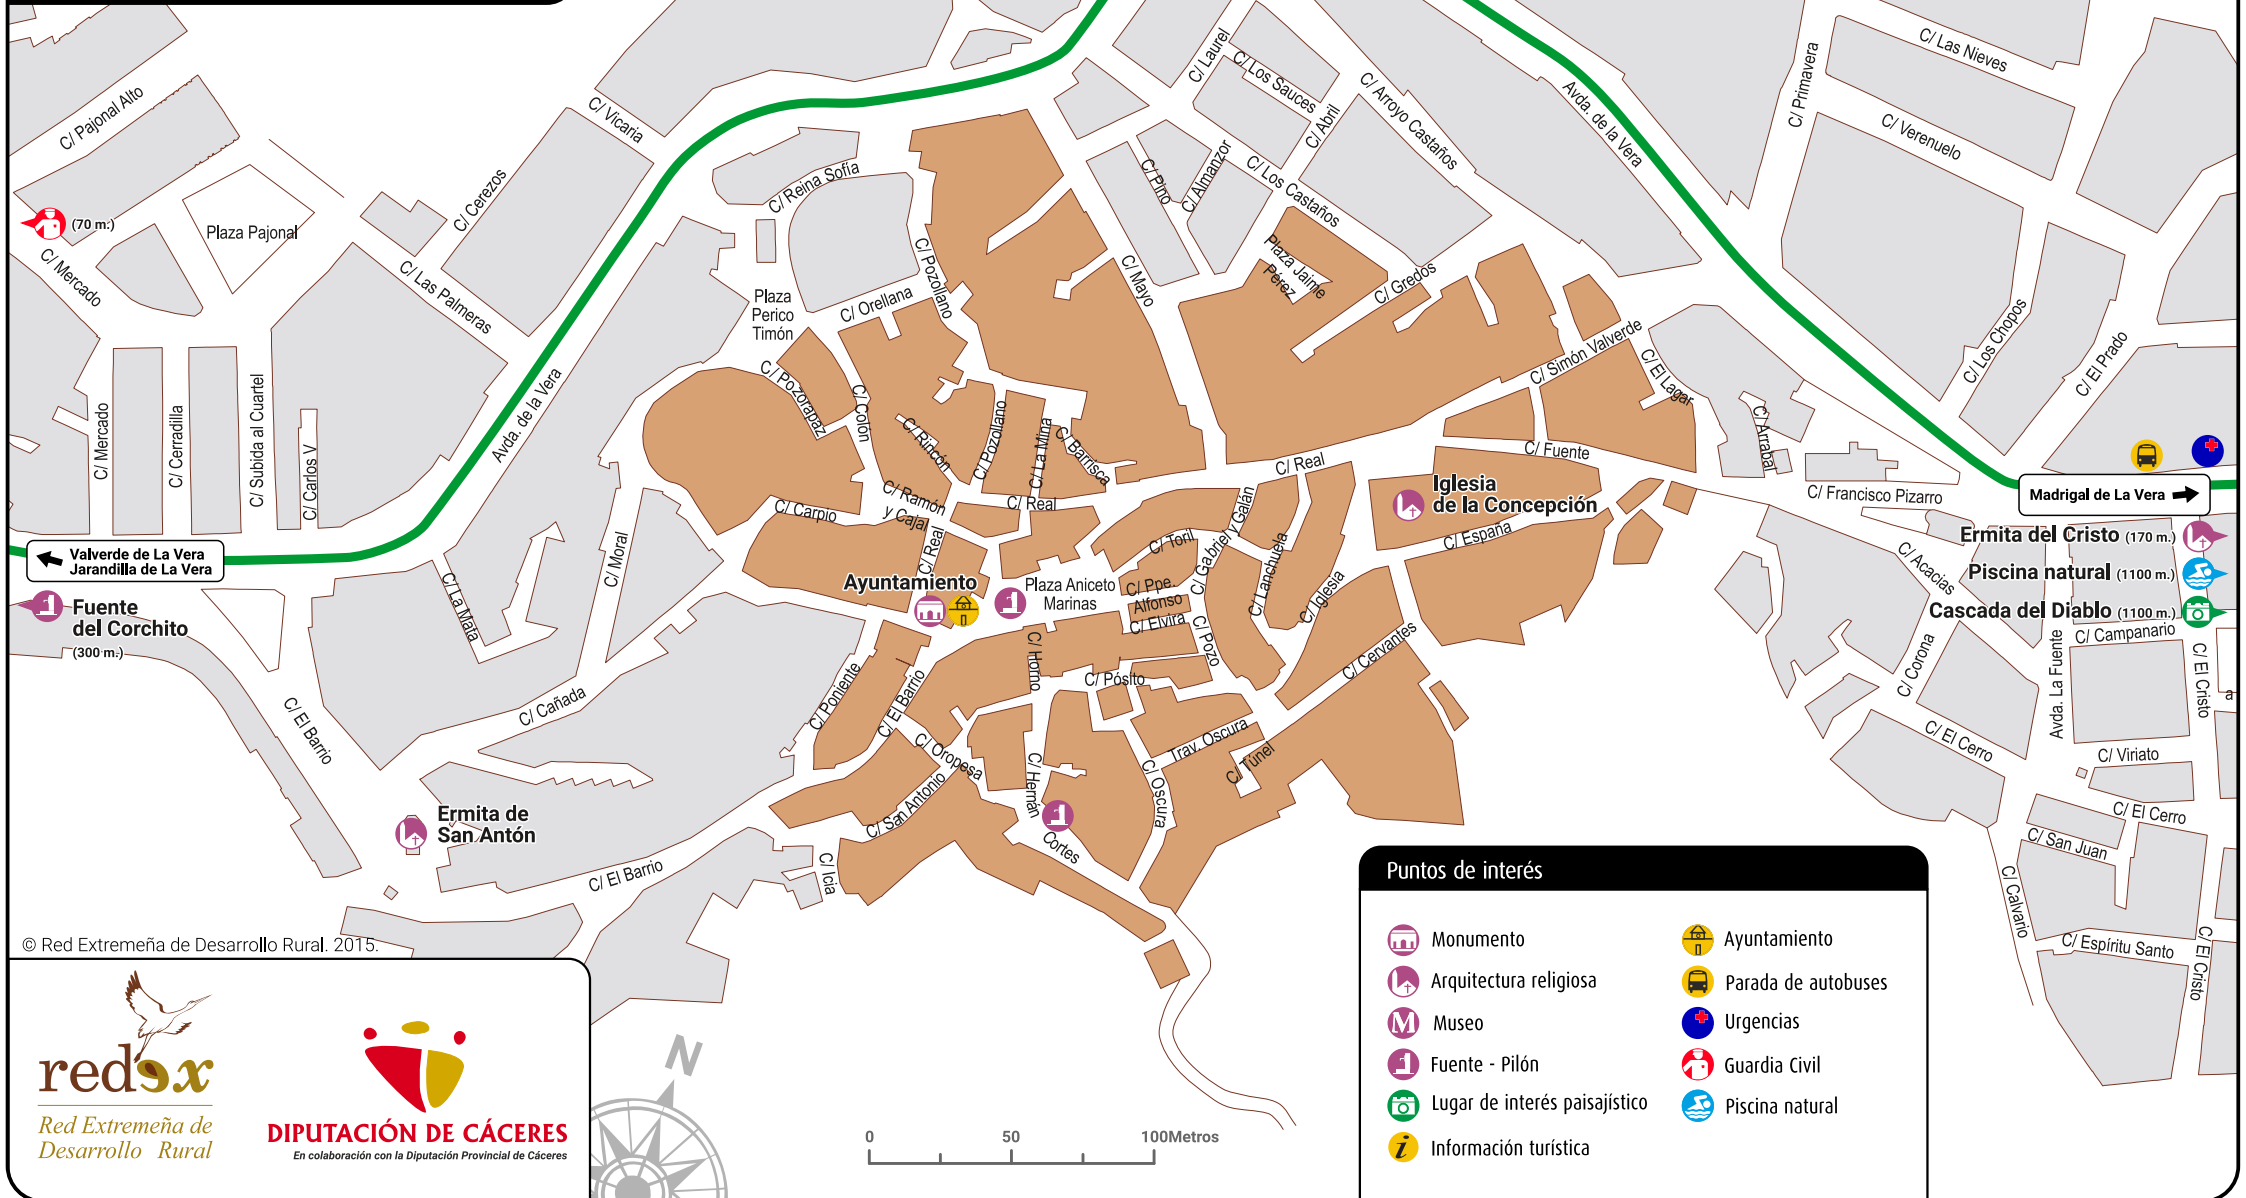 C/ Pajonal Alto
(70 m.)
C/ Mercado
Plaza Pajonal
C/ Vicaria
C/ Cerezos
C/ Las Palmeras
C/ Reina Sofía
Plaza
Perico
Timón
C/ Orellana
C/ Pozollano
C/ Laurel
C/ Los Sauces
C/ Abril
C/ Arroyo Castaños
C/ Pino
C/ Almanzor
C/ Los Castaños
C/ Mayo
Plaza Jaime
Pérez
C/ Gredos
Avda. de la Vera
C/ Primavera
C/ Las Nieves
C/ Verenuelo
C/ Los Chopos
C/ El Prado
C/ Simón Valverde
C/ El Lagar
C/ Arrabal
C/ Mercado
C/ Cerradilla
C/ Subida al Cuartel
C/ Carlos V
Avda. de la Vera
C/ Pozorapaz
C/ Colón
C/ Rincón
C/ Pozollano
C/ La Mina
C/ Barrisca
C/ Ramón
y Cajal
C/ Real
C/ Real
C/ Real
C/ Carpio
C/ Fuente
Iglesia
de la Concepción
C/ España
C/ Francisco Pizarro
Madrigal de La Vera
Valverde de La Vera
Jarandilla de La Vera
Fuente
del Corchito
(300 m.)
C/ La Mata
C/ Moral
Ayuntamiento
Plaza Aniceto
Marinas
C/ Toril
C/ Gabriel y Galán
C/ Lanchuela
C/ Iglesia
C/ Ppe.
Alfonso
C/ Elvira
C/ Pozo
C/ Cervantes
C/ Horno
C/ Pósito
C/ Acacias
Ermita del Cristo (170 m.)
Piscina natural (1100 m.)
Cascada del Diablo (1100 m.)
C/ Campanario
C/ Corona
Avda. La Fuente
C/ El Cristo
a
C/ El Barrio
C/ Cañada
C/ Poniente
C/ El Barrio
C/ Oropesa
C/ San Antonio
C/ Hernán
Cortes
C/ Oscura
Trav. Oscura
C/ Túnel
C/ El Cerro
C/ Viriato
C/ El Cerro
C/ San Juan
C/ Calvario
C/ Espíritu Santo
C/ El Cristo
Ermita de
San Antón
C/ El Barrio
C/ Icia
© Red Extremeña de Desarrollo Rural. 2015.
redex
Red Extremeña de
Desarrollo Rural
DIPUTACIÓN DE CÁCERES
En colaboración con la Diputación Provincial de Cáceres
N
0 50 100Metros
Puntos de interés
Monumento
Arquitectura religiosa
M Museo
Fuente - Pilón
Lugar de interés paisajístico
i Información turística
Ayuntamiento
Parada de autobuses
Urgencias
Guardia Civil
Piscina natural